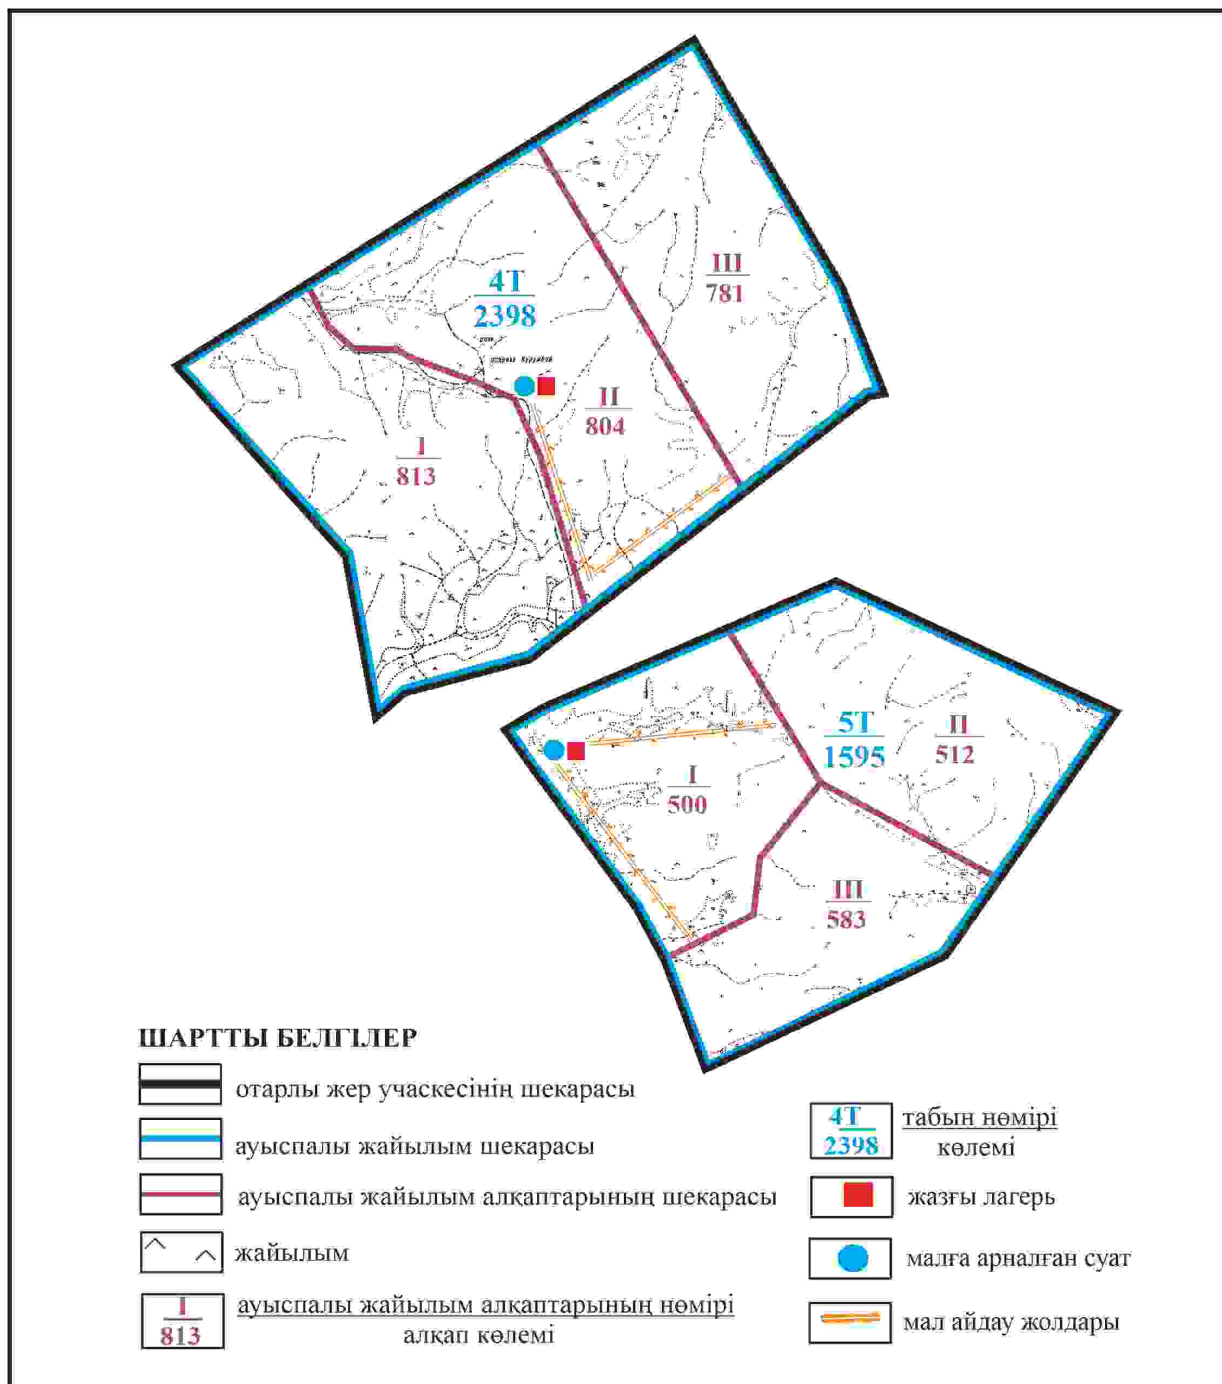 III
781
4Т
2398
II
804
I
813
5Т
1595
II
512
I
500
III
583
ШАРТТЫ БЕЛГІЛЕР
отарлы жер учаскесінің шекарасы
ауыспалы жайылым шекарасы
ауыспалы жайылым алқаптарының шекарасы
жайылым
I
813
ауыспалы жайылым алқаптарының нөмірі
алқап көлемі
4Т
2398
табын нөмірі
көлемі
жазғы лагерь
малға арналған суат
мал айдау жолдары